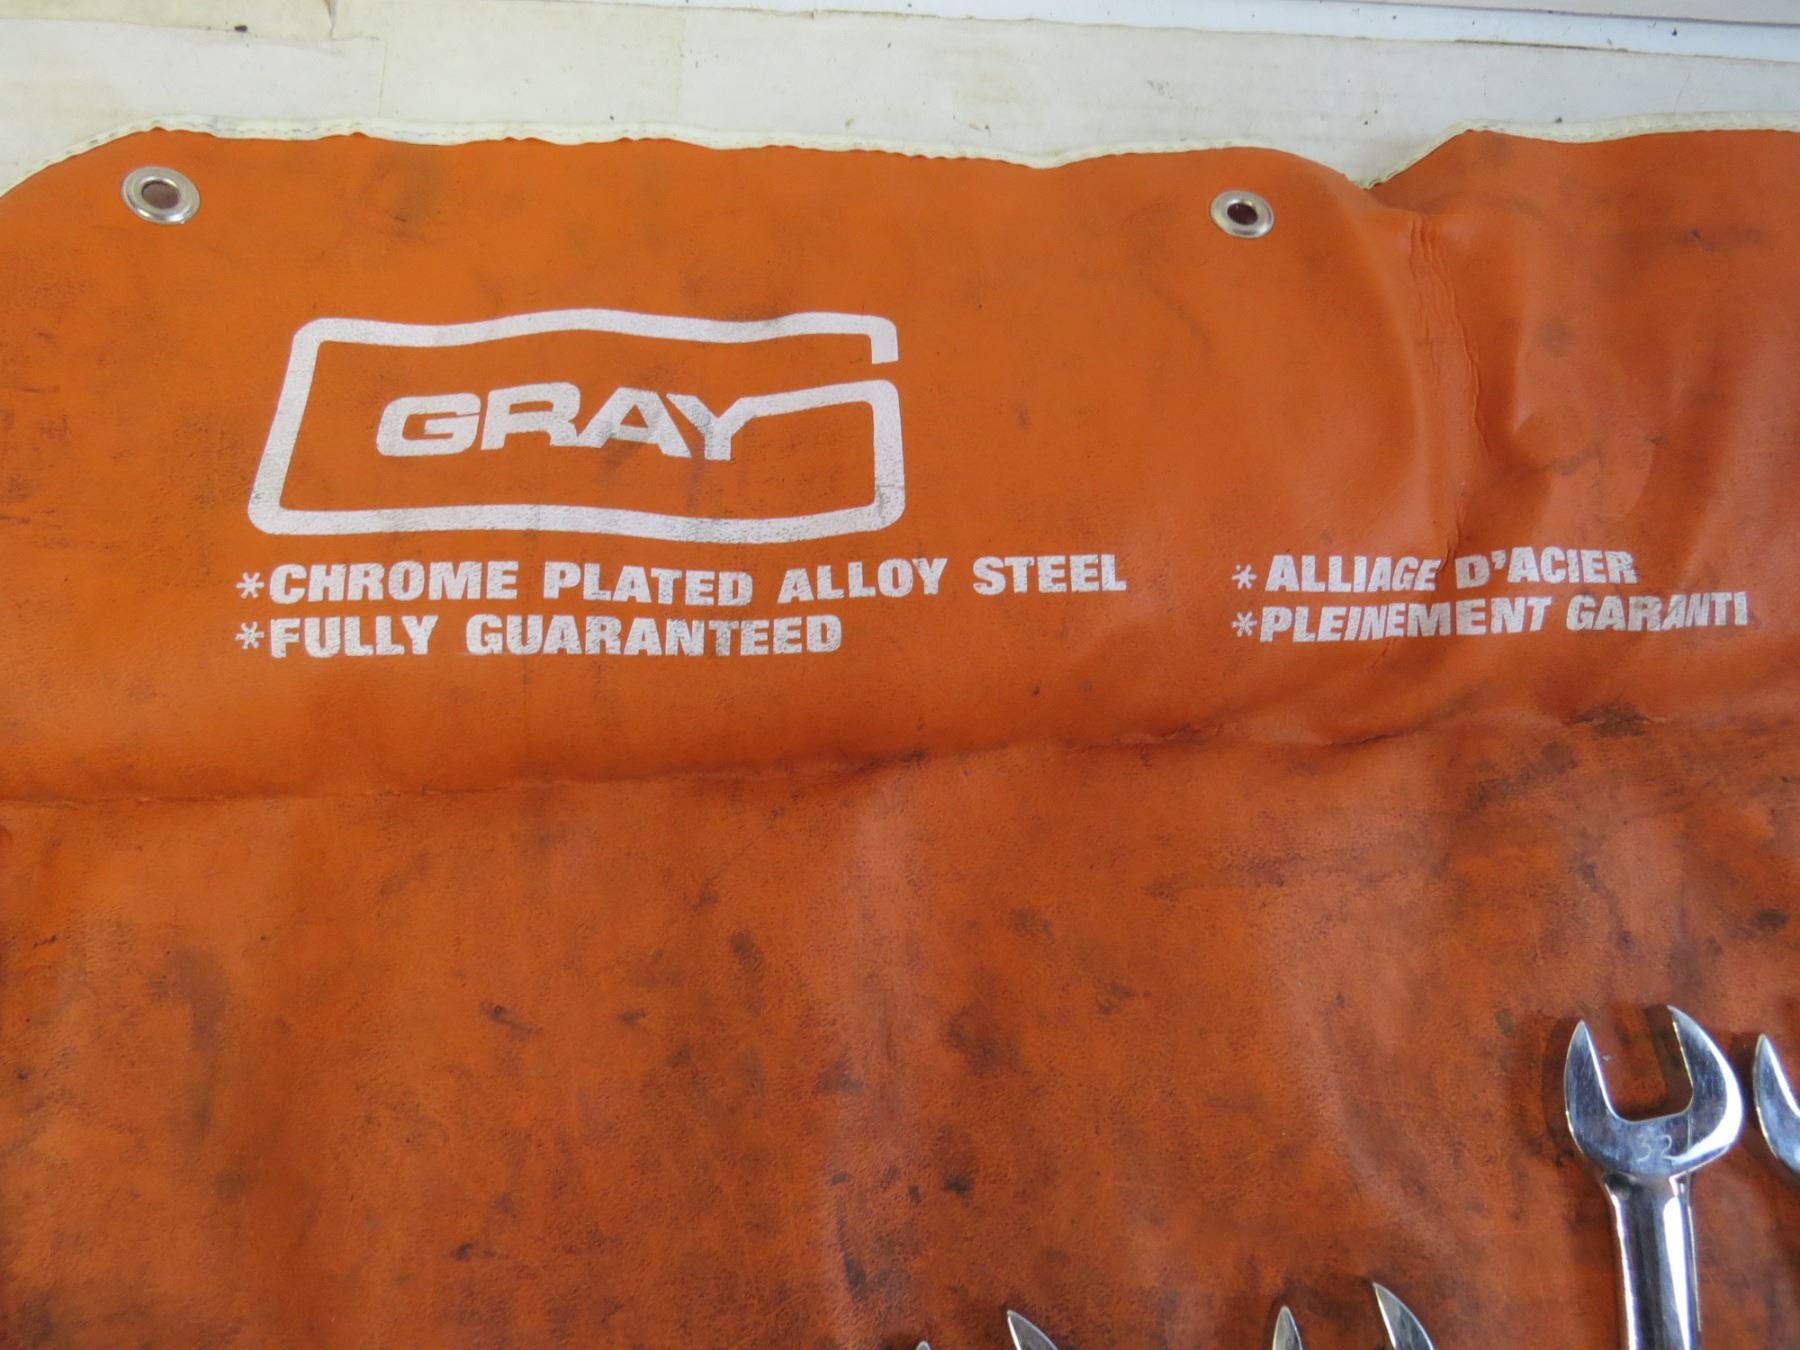 GRAY
*CHROME PLATED ALLOY STEEL
*FULLY GUARANTEED
*ALLIAGE D'ACIER
*PLEINEMENT GARANTI
32